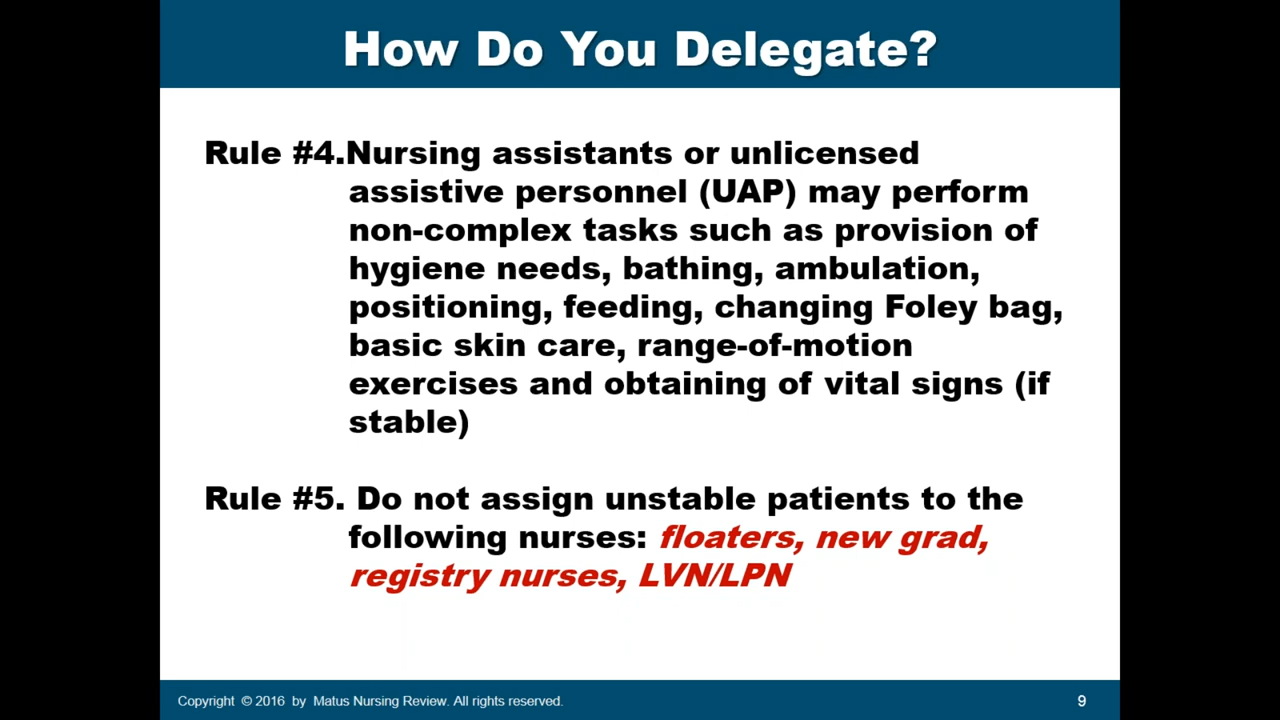 How Do You Delegate?
Rule #4.Nursing assistants or unlicensed
assistive personnel (UAP) may perform
non-complex tasks such as provision of
hygiene needs, bathing, ambulation,
positioning, feeding, changing Foley bag,
basic skin care, range-of-motion
exercises and obtaining of vital signs (if
stable)
Rule #5. Do not assign unstable patients to the
following nurses: floaters, new grad,
registry nurses, LVN/LPN
Copyright © 2016 by Matus Nursing Review. All rights reserved.
9